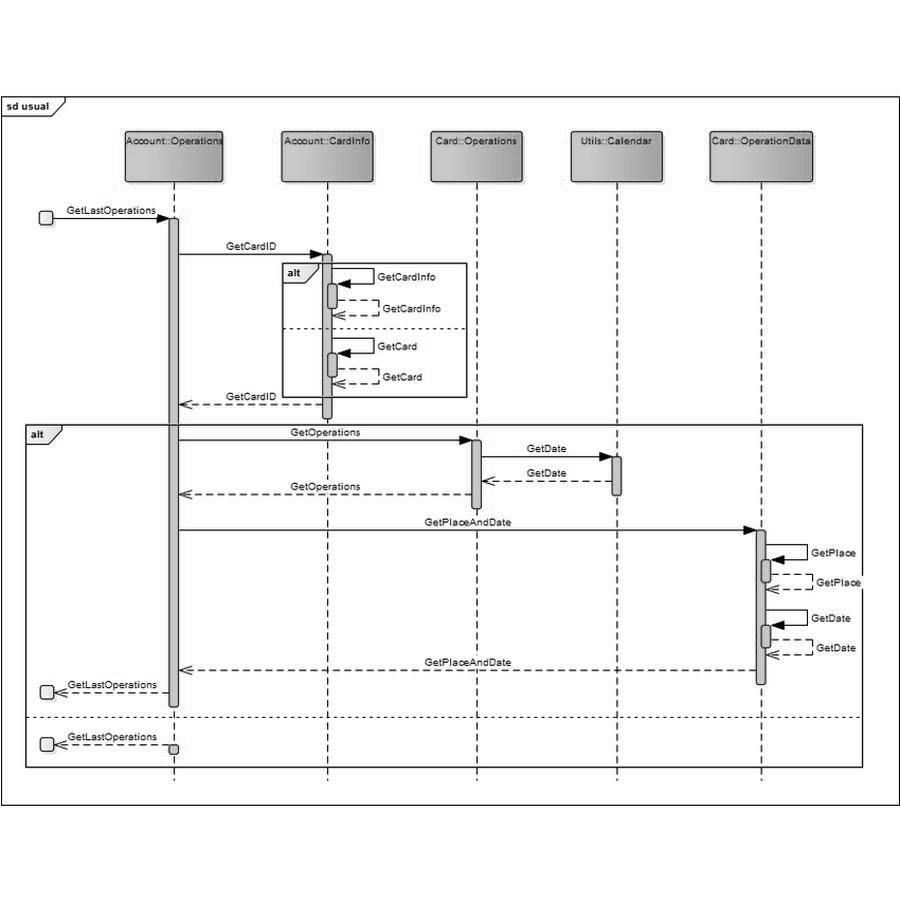 sd usual
Account::Operations
Account::CardInfo
Card::Operations
Utils::Calendar
Card::OperationData
GetLastOperations
GetCardID
alt
GetCardInfo
GetCardInfo
GetCard
GetCard
GetCardID
alt
GetOperations
GetDate
GetDate
GetOperations
GetPlaceAndDate
GetPlace
GetPlace
GetDate
GetDate
GetPlaceAndDate
GetLastOperations
GetLastOperations